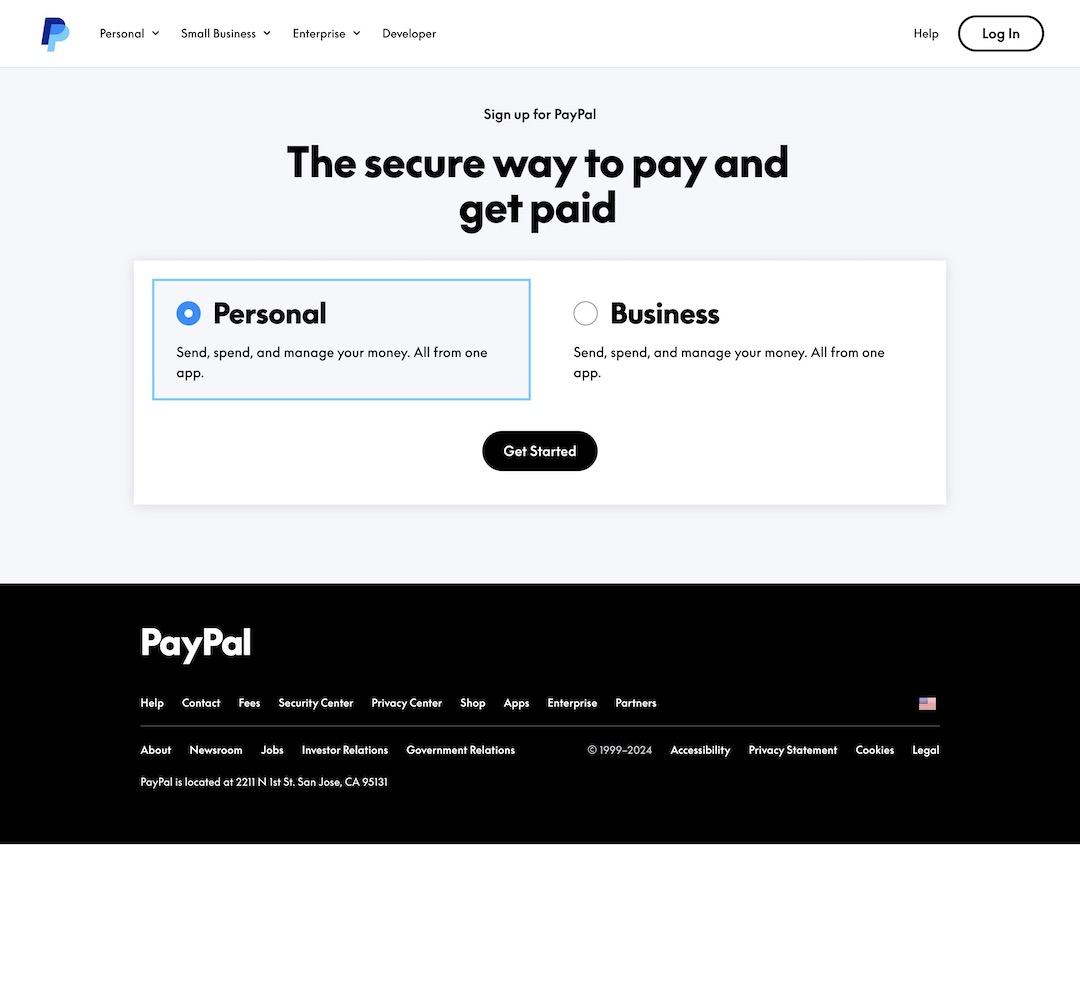 Personal Small Business Enterprise Developer Help Log In
Sign up for PayPal
The secure way to pay and
get paid
Personal
Send, spend, and manage your money. All from one
app.
Business
Send, spend, and manage your money. All from one
app.
Get Started
PayPal
Help Contact Fees Security Center Privacy Center Shop Apps Enterprise Partners
About Newsroom Jobs Investor Relations Government Relations © 1999–2024 Accessibility Privacy Statement Cookies Legal
PayPal is located at 2211 N 1st St. San Jose, CA 95131